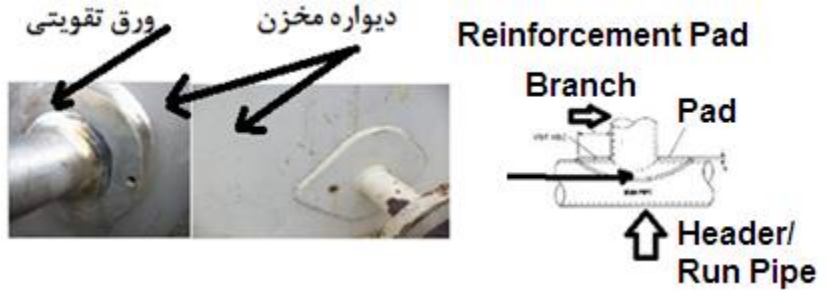 ورق تقویتی
دیواره مخزن
Reinforcement Pad
Branch
Pad
Header/
Run Pipe